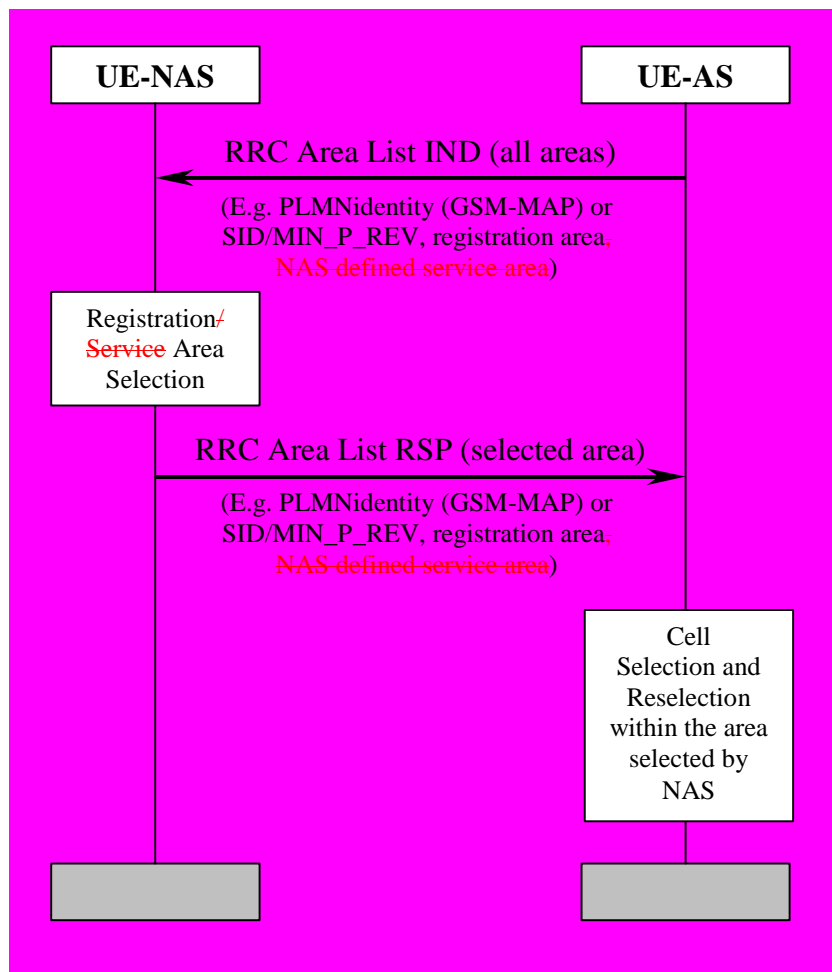 UE-NAS
UE-AS
RRC Area List IND (all areas)
(E.g. PLMNidentity (GSM-MAP) or
SID/MIN_P_REV, registration area,
NAS defined service area)
Registration/
Service Area
Selection
RRC Area List RSP (selected area)
(E.g. PLMNidentity (GSM-MAP) or
SID/MIN_P_REV, registration area,
NAS defined service area)
Cell
Selection and
Reselection
within the area
selected by
NAS